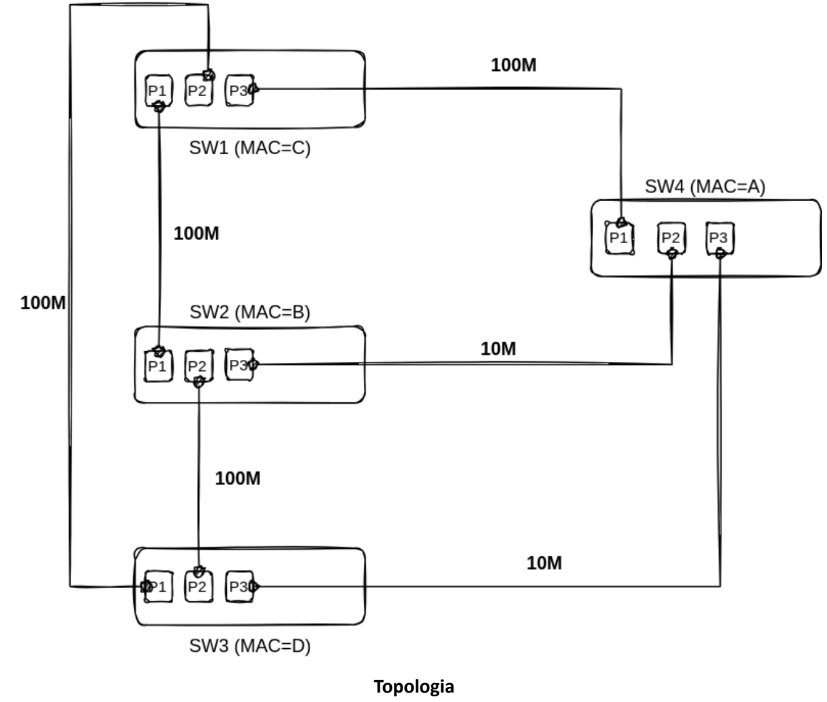 100M
P1 P2 P3
SW1 (MAC=C)
SW4 (MAC=A)
P1 P2 P3
100M
100M
SW2 (MAC=B)
10M
P1 P2 P3
100M
10M
P1 P2 P3
SW3 (MAC=D)
Topologia